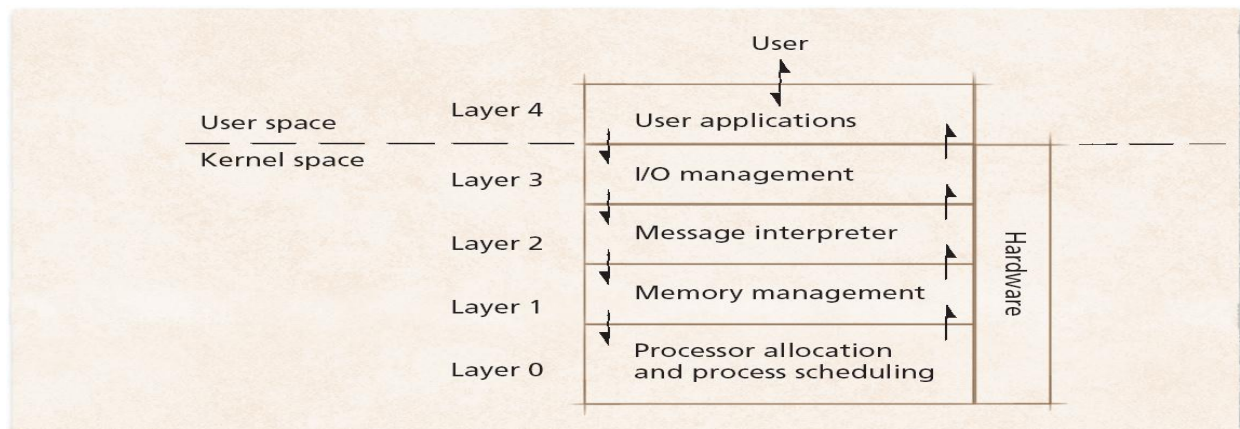 User
Layer 4
User space
User applications
Kernel space
Layer 3
I/O management
Layer 2
Message interpreter
Hardware
Layer 1
Memory management
Layer 0
Processor allocation
and process scheduling